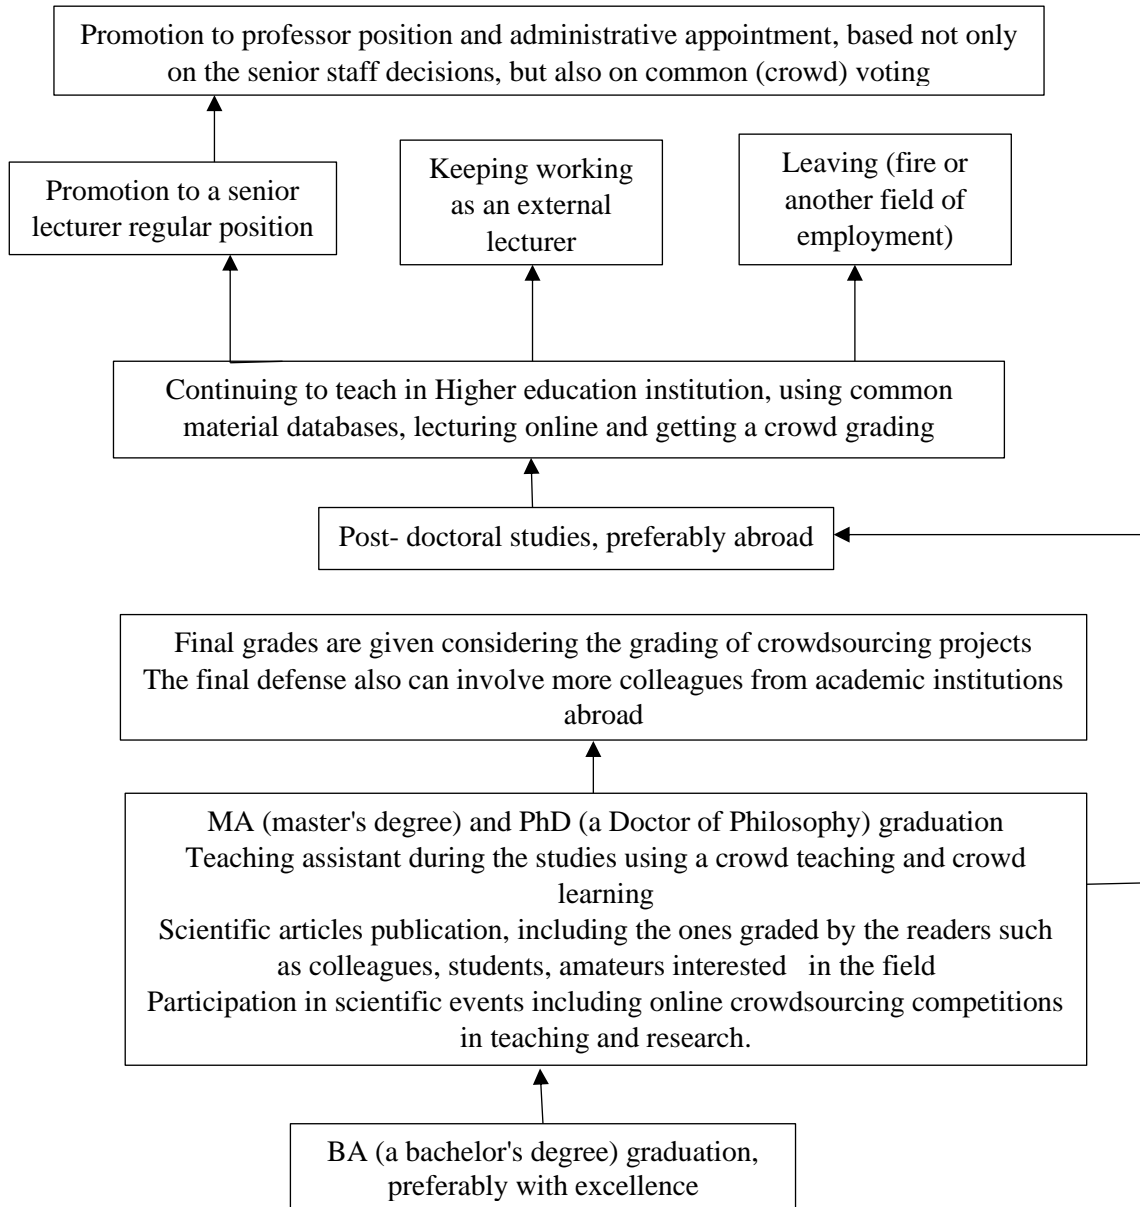 Promotion to professor position and administrative appointment, based not only
on the senior staff decisions, but also on common (crowd) voting
Promotion to a senior
lecturer regular position
Keeping working
as an external
lecturer
Leaving (fire or
another field of
employment)
Continuing to teach in Higher education institution, using common
material databases, lecturing online and getting a crowd grading
Post- doctoral studies, preferably abroad
Final grades are given considering the grading of crowdsourcing projects
The final defense also can involve more colleagues from academic institutions
abroad
MA (master's degree) and PhD (a Doctor of Philosophy) graduation
Teaching assistant during the studies using a crowd teaching and crowd
learning
Scientific articles publication, including the ones graded by the readers such
as colleagues, students, amateurs interested   in the field
Participation in scientific events including online crowdsourcing competitions
in teaching and research.
BA (a bachelor's degree) graduation,
preferably with excellence